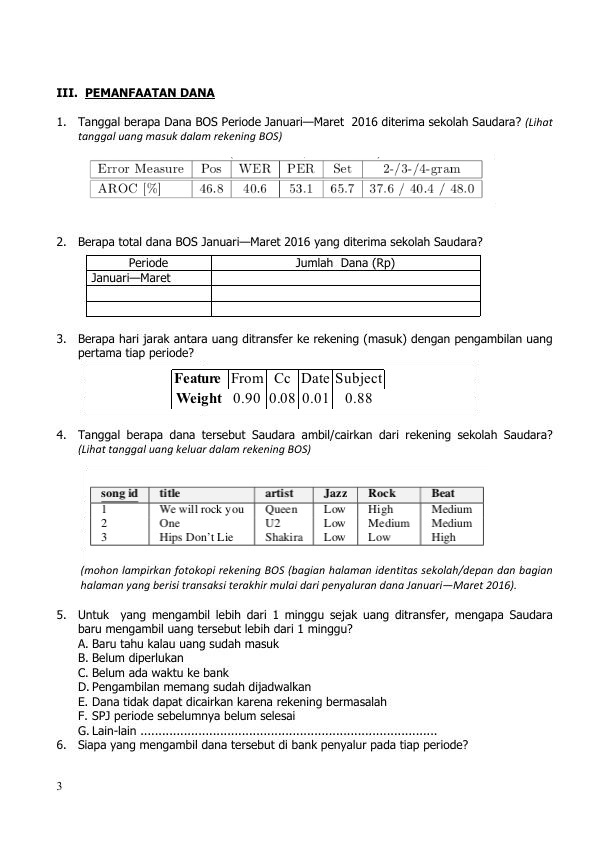 III. PEMANFAATAN DANA
1. Tanggal berapa Dana BOS Periode Januari—Maret 2016 diterima sekolah Saudara? (Lihat
tanggal uang masuk dalam rekening BOS)
Error Measure Pos WER PER Set 2-/3-/4-gram
AROC [%] 46.8 40.6 53.1 65.7 37.6 / 40.4 / 48.0
2. Berapa total dana BOS Januari—Maret 2016 yang diterima sekolah Saudara?
Periode Jumlah Dana (Rp)
Januari—Maret
3. Berapa hari jarak antara uang ditransfer ke rekening (masuk) dengan pengambilan uang
pertama tiap periode?
Feature From Cc Date Subject
Weight 0.90 0.08 0.01 0.88
4. Tanggal berapa dana tersebut Saudara ambil/cairkan dari rekening sekolah Saudara?
(Lihat tanggal uang keluar dalam rekening BOS)
song id title artist Jazz Rock Beat
1 We will rock you Queen Low High Medium
2 One U2 Low Medium Medium
3 Hips Don't Lie Shakira Low Low High
(mohon lampirkan fotokopi rekening BOS (bagian halaman identitas sekolah/depan dan bagian
halaman yang berisi transaksi terakhir mulai dari penyaluran dana Januari—Maret 2016).
5. Untuk yang mengambil lebih dari 1 minggu sejak uang ditransfer, mengapa Saudara
baru mengambil uang tersebut lebih dari 1 minggu?
A. Baru tahu kalau uang sudah masuk
B. Belum diperlukan
C. Belum ada waktu ke bank
D. Pengambilan memang sudah dijadwalkan
E. Dana tidak dapat dicairkan karena rekening bermasalah
F. SPJ periode sebelumnya belum selesai
G. Lain-lain ..................................................................................
6. Siapa yang mengambil dana tersebut di bank penyalur pada tiap periode?
3